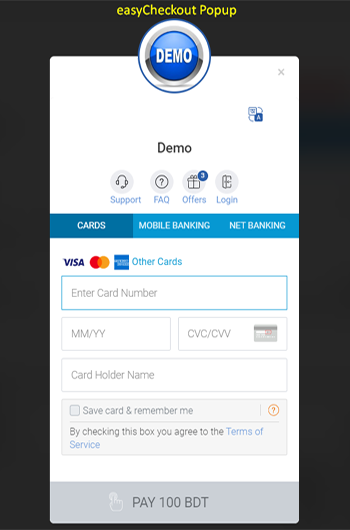 easyCheckout Popup
DEMO
×
Demo
3
Support FAQ Offers Login
CARDS MOBILE BANKING NET BANKING
VISA Other Cards
Enter Card Number
MM/YY CVC/CVV
Card Holder Name
Save card & remember me ?
By checking this box you agree to the Terms of
Service
PAY 100 BDT